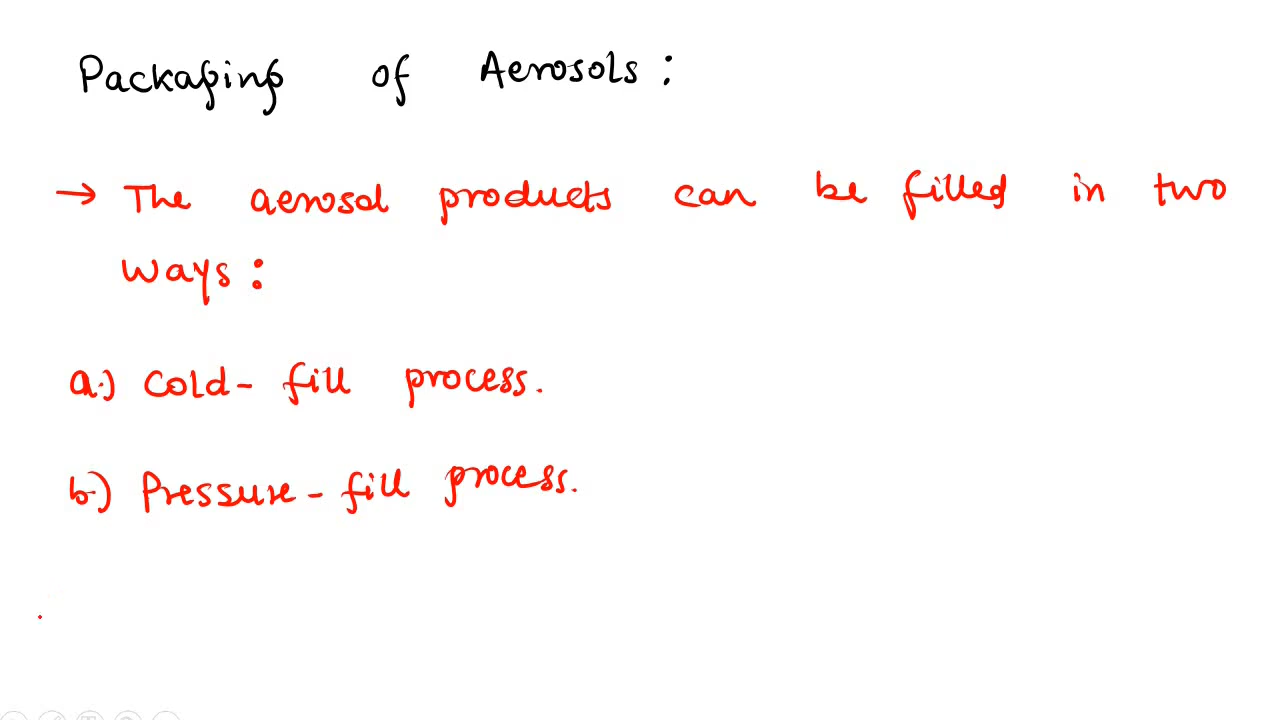 Packaging of Aerosols:
→ The aerosol products can be filled in two
ways:
a.) Cold-fill process.
b.) Pressure-fill process.